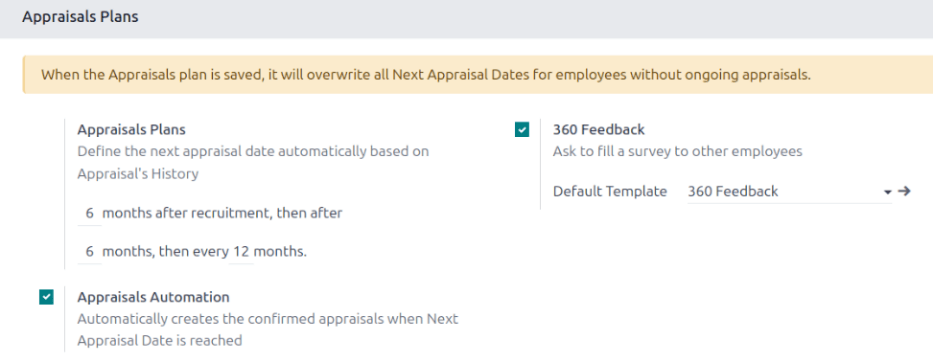 Appraisals Plans
When the Appraisals plan is saved, it will overwrite all Next Appraisal Dates for employees without ongoing appraisals.
Appraisals Plans
Define the next appraisal date automatically based on
Appraisal's History
6 months after recruitment, then after
6 months, then every 12 months.
360 Feedback
Ask to fill a survey to other employees
Default Template 360 Feedback
Appraisals Automation
Automatically creates the confirmed appraisals when Next
Appraisal Date is reached